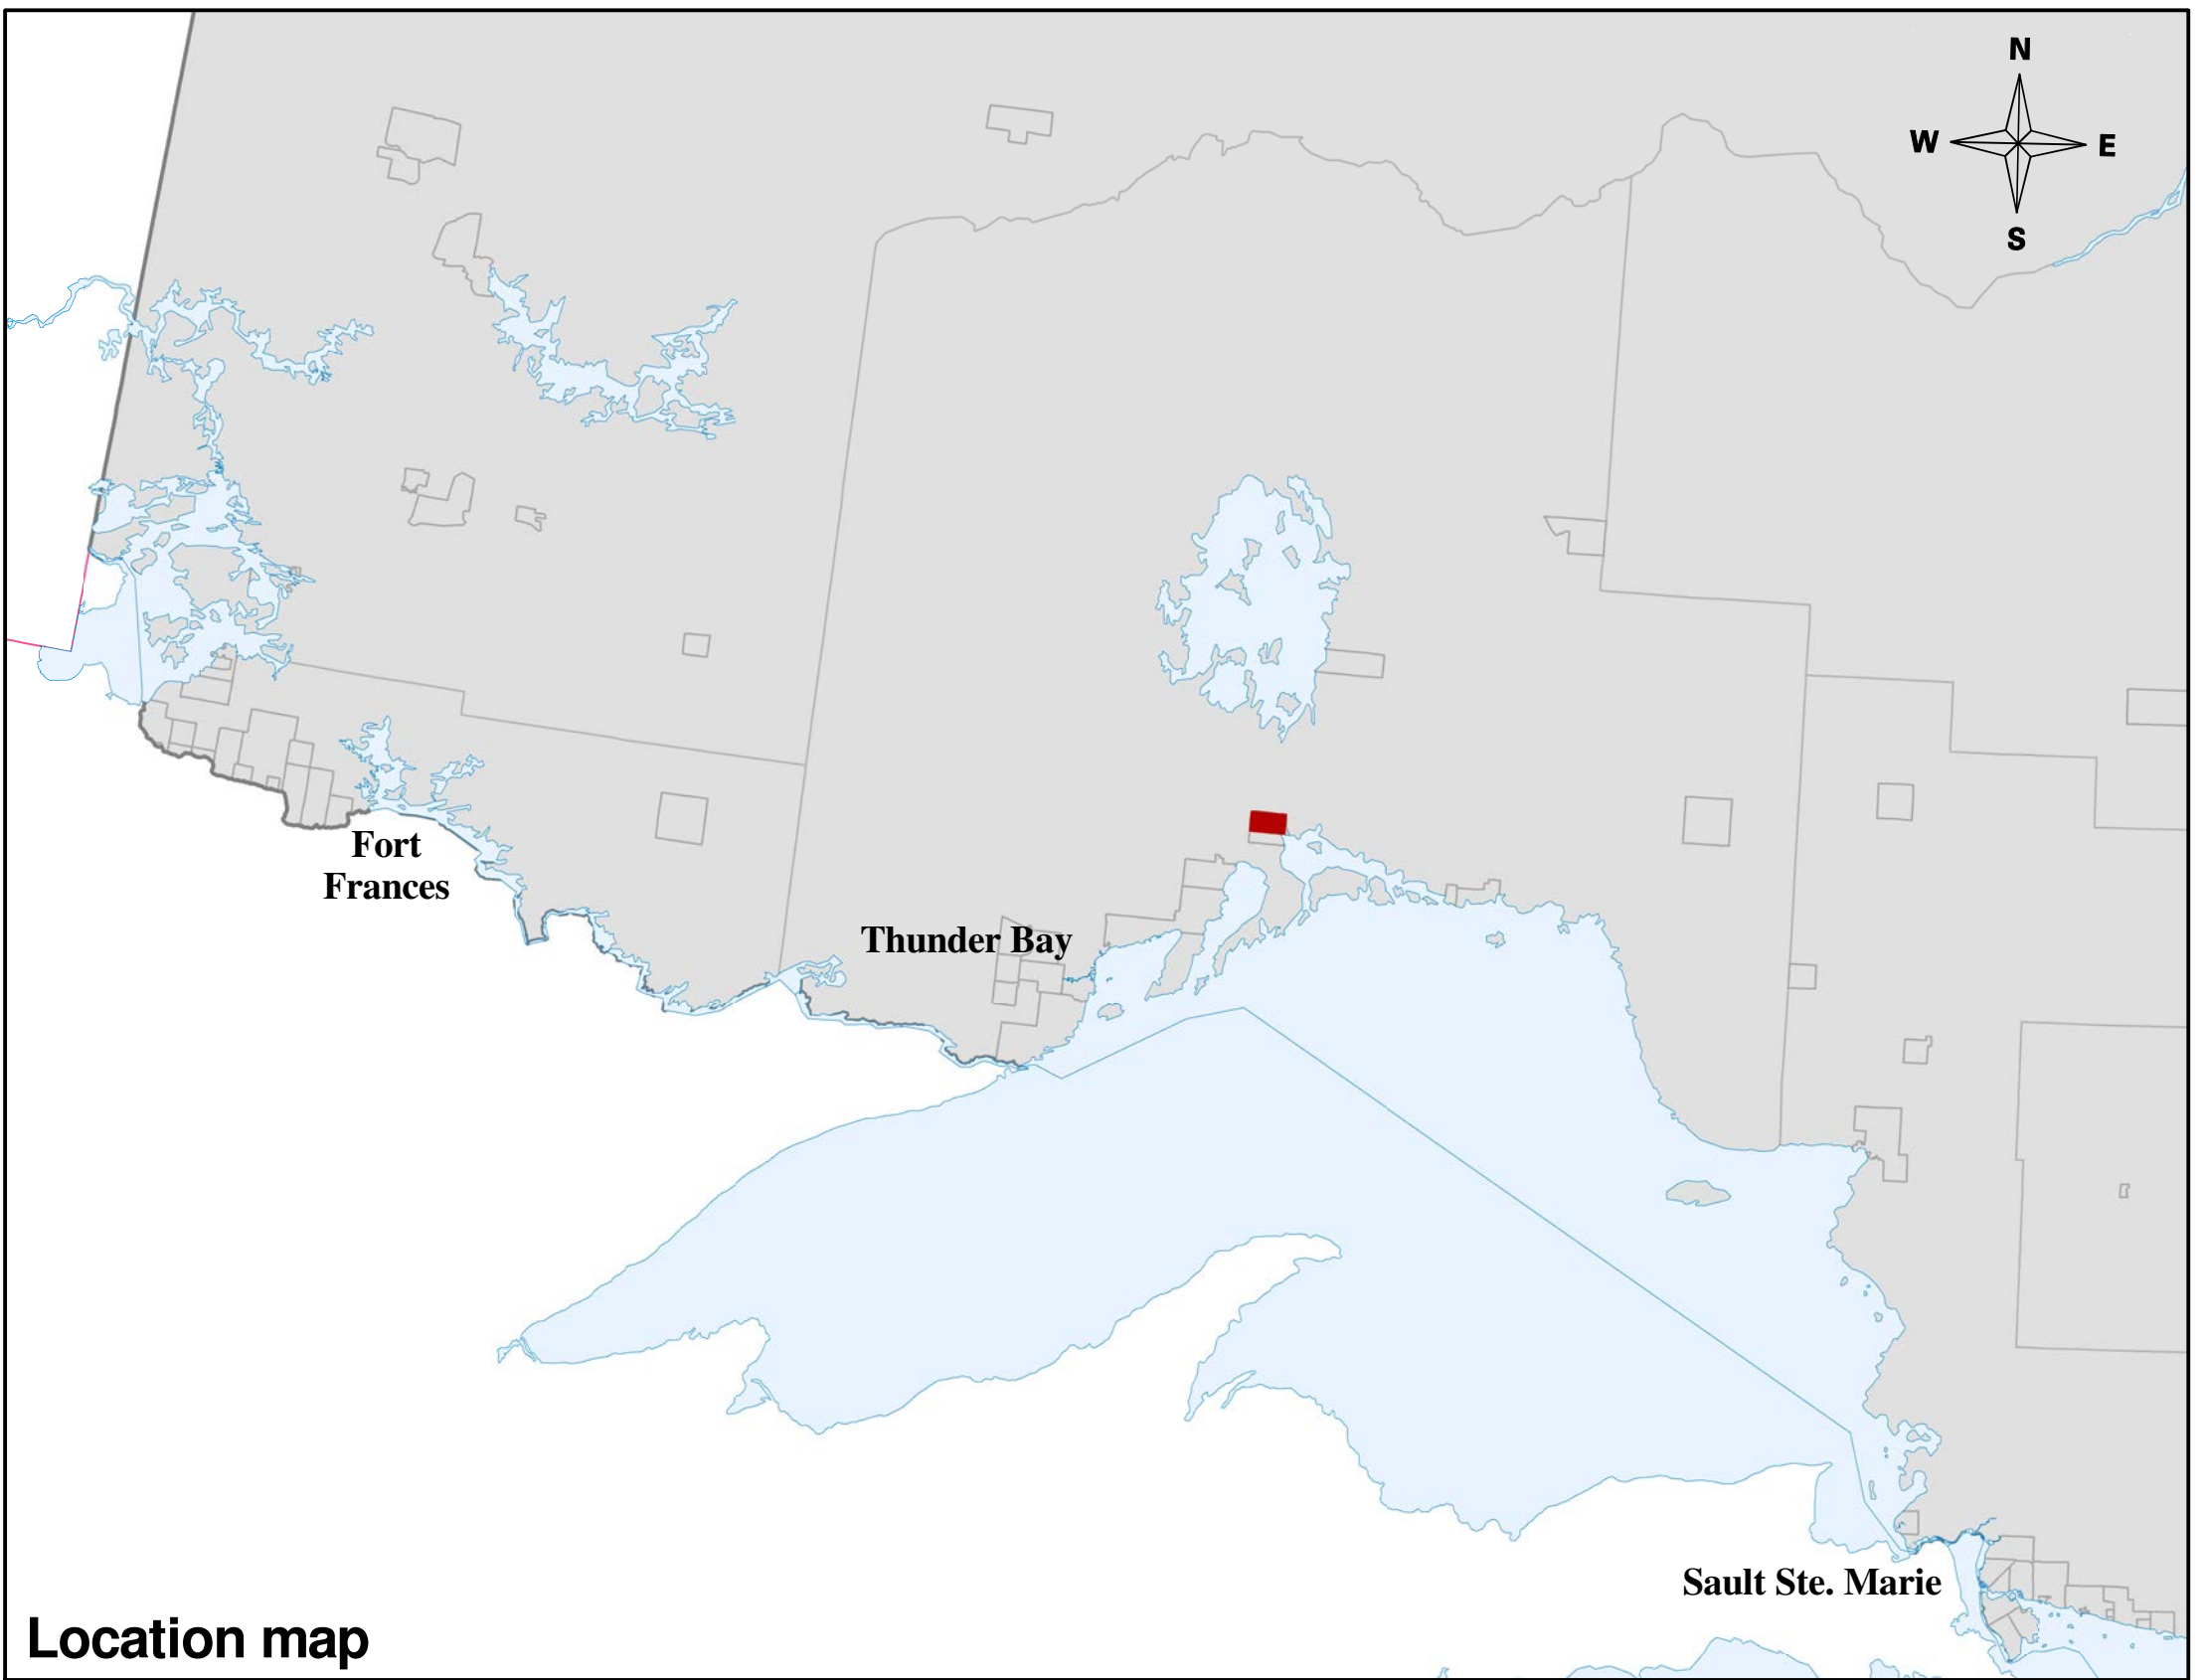 N
W
E
S
Fort
Frances
Thunder Bay
Sault Ste. Marie
Location map